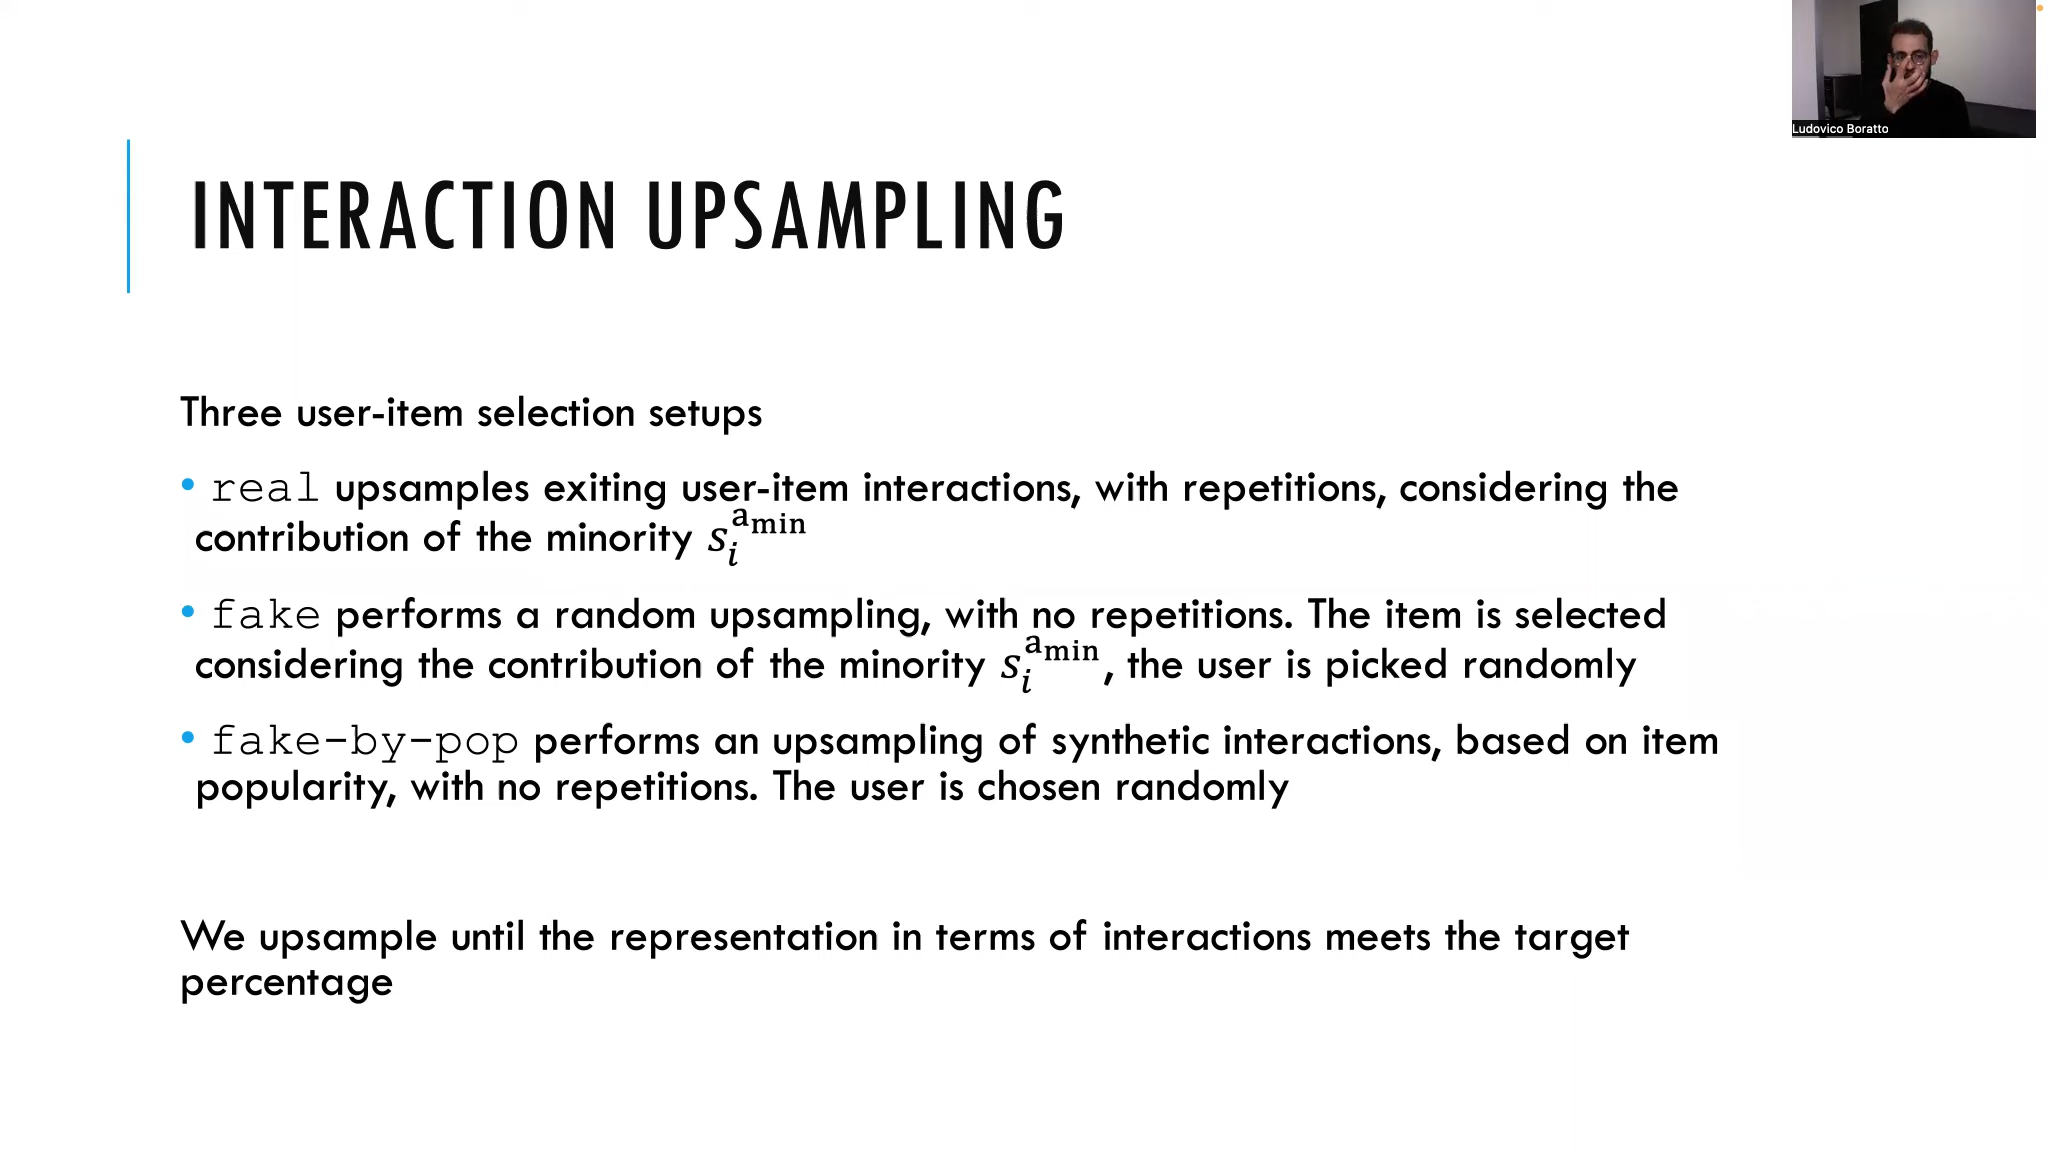 Ludovico Boratto
INTERACTION UPSAMPLING
Three user-item selection setups
• real upsamples exiting user-item interactions, with repetitions, considering the
contribution of the minority $s_i^{a_{min}}$
• fake performs a random upsampling, with no repetitions. The item is selected
considering the contribution of the minority $s_i^{a_{min}}$, the user is picked randomly
• fake-by-pop performs an upsampling of synthetic interactions, based on item
popularity, with no repetitions. The user is chosen randomly
We upsample until the representation in terms of interactions meets the target
percentage